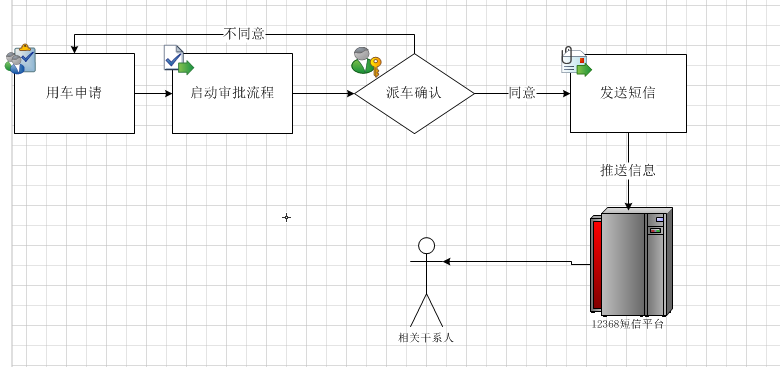 不同意
用车申请
启动审批流程
派车确认
同意
发送短信
推送信息
12368短信平台
相关干系人